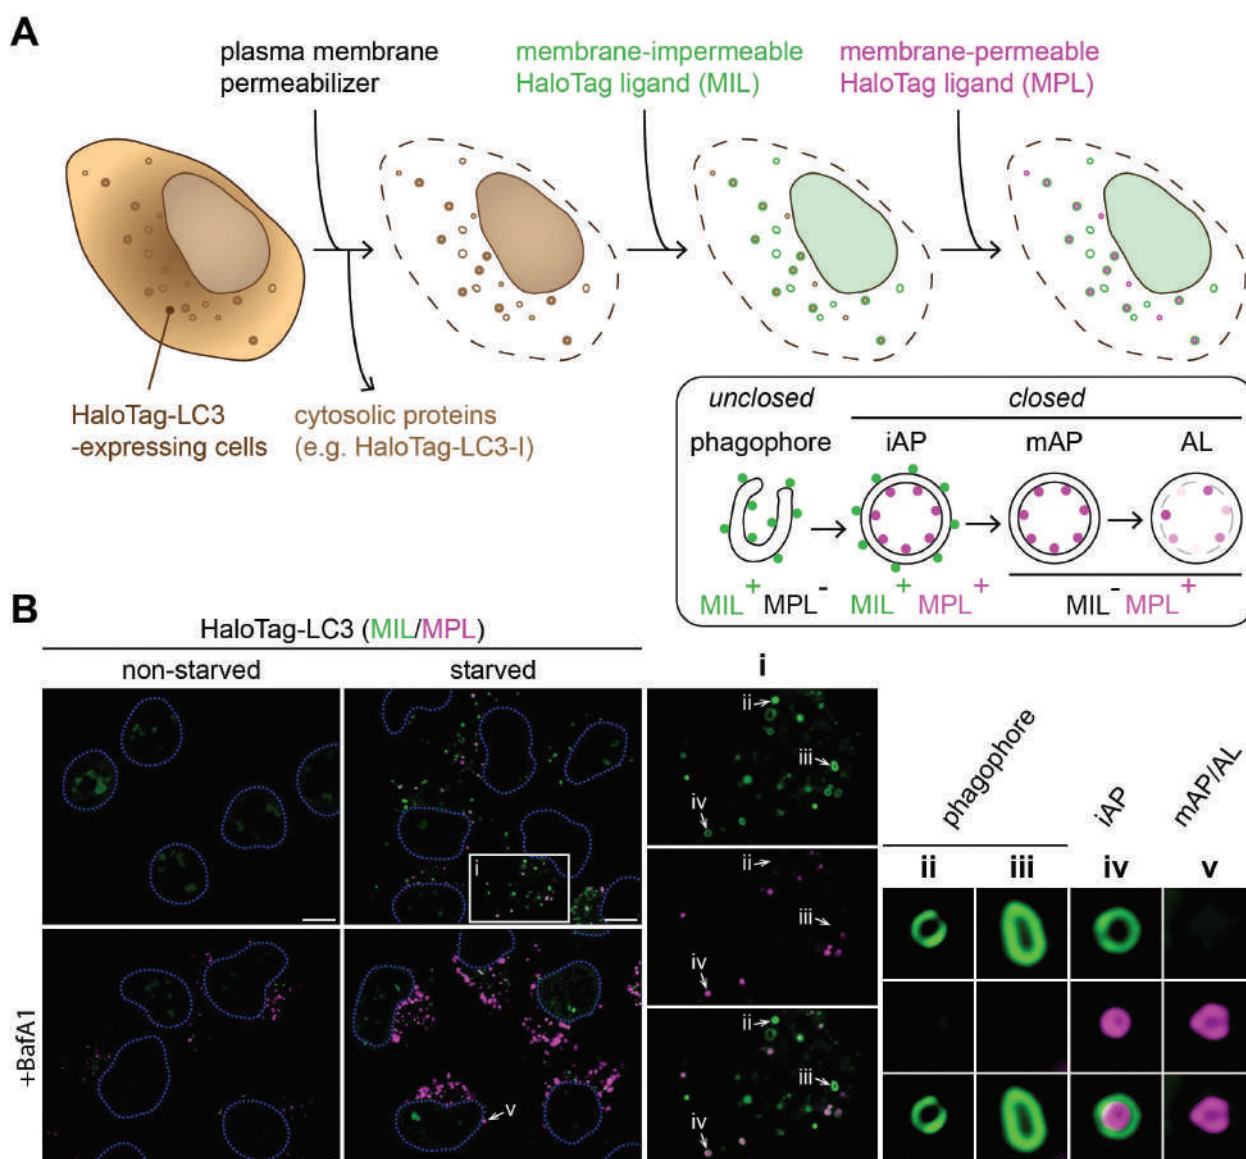 A
plasma membrane
permeabilizer
membrane-impermeable
HaloTag ligand (MIL)
membrane-permeable
HaloTag ligand (MPL)
HaloTag-LC3
-expressing cells
cytosolic proteins
(e.g. HaloTag-LC3-I)
unclosed
closed
phagophore
iAP
mAP
AL
MIL+ MPL-
MIL+ MPL+
MIL- MPL+
B
HaloTag-LC3 (MIL/MPL)
non-starved
starved
i
i
ii
iii
iv
ii
iii
iv
ii
iii
iv
+BafA1
v
phagophore
iAP
mAP/AL
ii
iii
iv
v